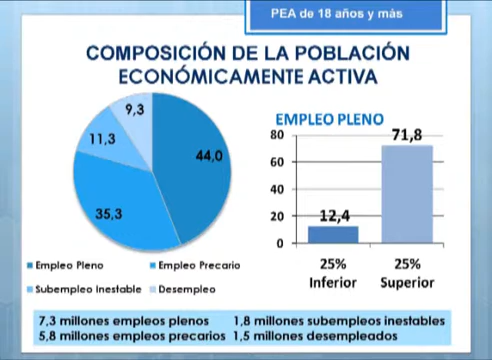 PEA de 18 años y más
COMPOSICIÓN DE LA POBLACIÓN
ECONÓMICAMENTE ACTIVA
9,3
11,3
44,0
35,3
Empleo Pleno
Empleo Precario
Subempleo Inestable
Desempleo
EMPLEO PLENO
80
60
40
20
0
71,8
12,4
25%
Inferior
25%
Superior
7,3 millones empleos plenos
1,8 millones subempleos inestables
5,8 millones empleos precarios
1,5 millones desempleados